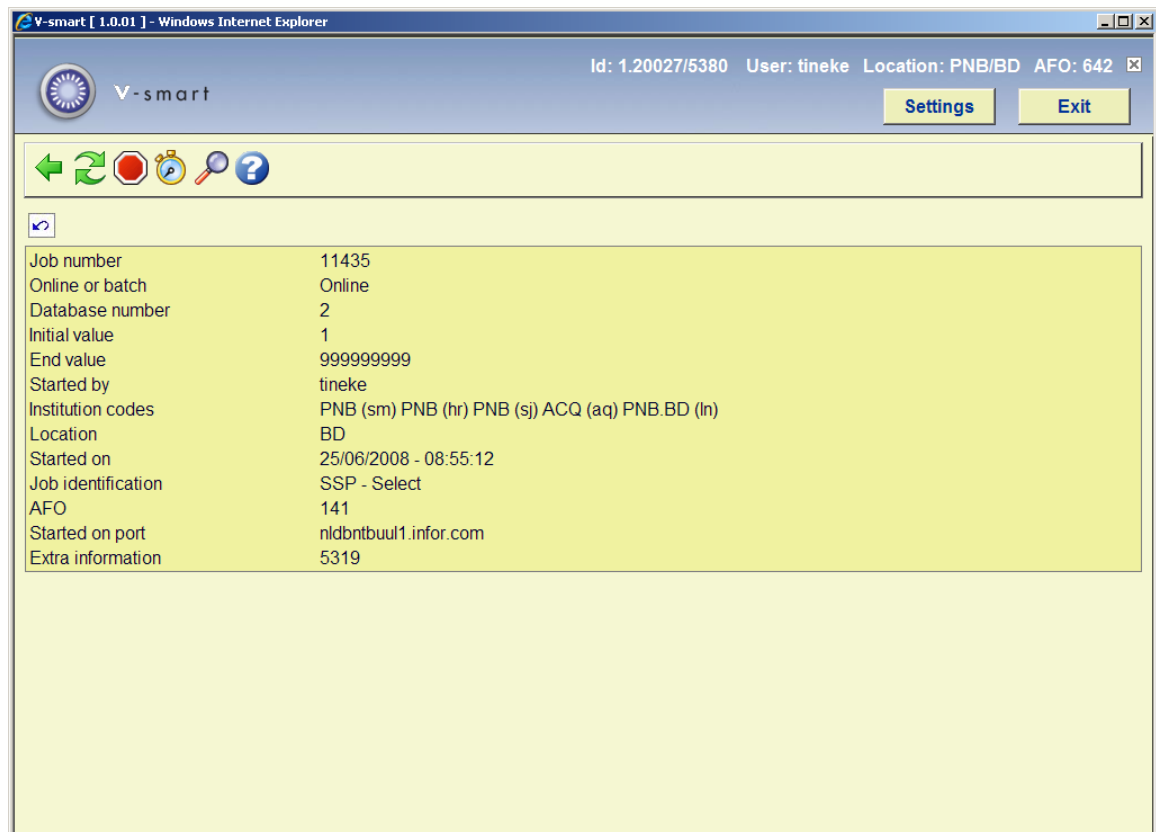 V-smart [ 1.0.01 ] - Windows Internet Explorer
Id: 1.20027/5380 User: tineke Location: PNB/BD AFO: 642
V-smart
Settings Exit
Job number 11435
Online or batch Online
Database number 2
Initial value 1
End value 999999999
Started by tineke
Institution codes PNB (sm) PNB (hr) PNB (sj) ACQ (aq) PNB.BD (ln)
Location BD
Started on 25/06/2008 - 08:55:12
Job identification SSP - Select
AFO 141
Started on port nldbntbuul1.infor.com
Extra information 5319